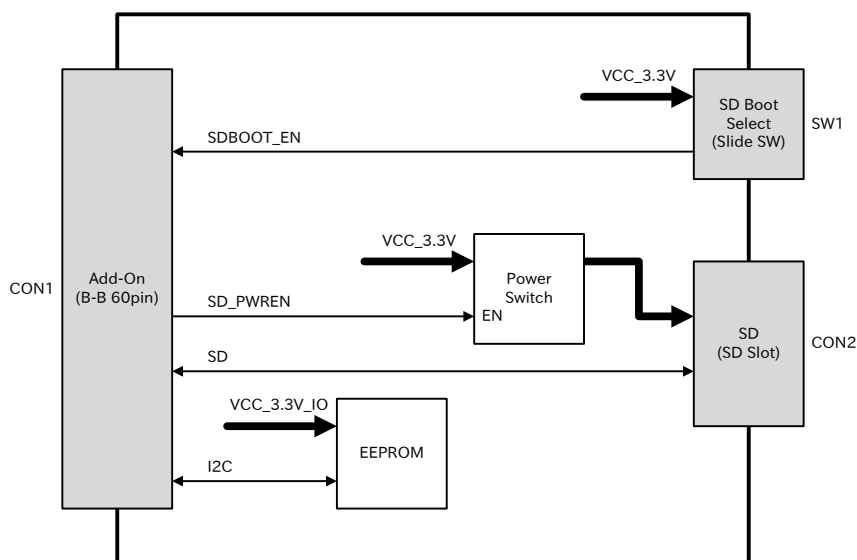 VCC_3.3V
SD Boot
Select
(Slide SW)
SW1
SDBOOT_EN
VCC_3.3V
Power
Switch
EN
CON1
Add-On
(B-B 60pin)
SD_PWREN
SD
(SD Slot)
CON2
SD
VCC_3.3V_IO
EEPROM
I2C